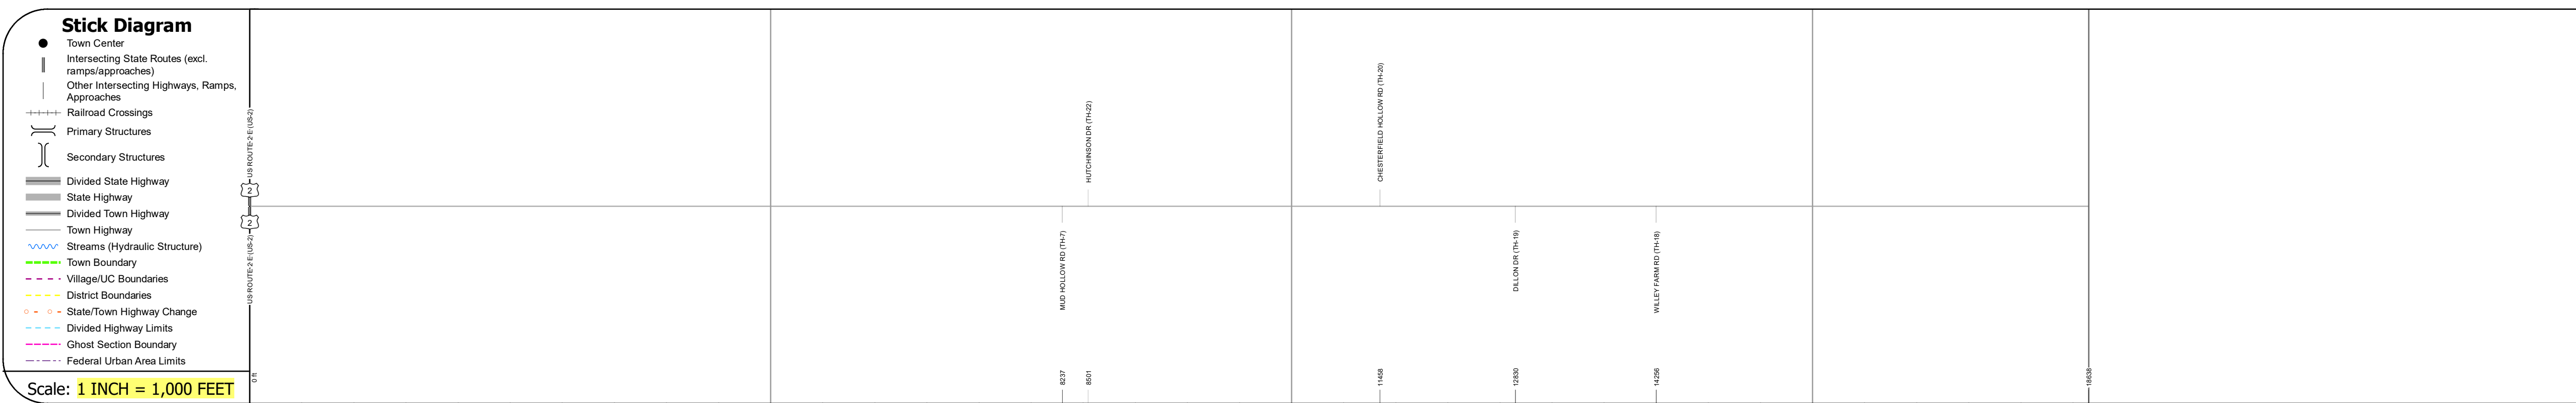 Stick Diagram
Town Center
Intersecting State Routes (excl.
ramps/approaches)
Other Intersecting Highways, Ramps,
Approaches
Railroad Crossings
Primary Structures
Secondary Structures
Divided State Highway
State Highway
Divided Town Highway
Town Highway
Streams (Hydraulic Structure)
Town Boundary
Village/UC Boundaries
District Boundaries
State/Town Highway Change
Divided Highway Limits
Ghost Section Boundary
Federal Urban Area Limits
Scale: 1 INCH = 1,000 FEET
US ROUTE-2-E (US-2)
2
2
US ROUTE-2-E (US-2)
0 ft
MUD HOLLOW RD (TH-7)
8237
HUTCHINSON DR (TH-22)
8501
CHESTERFIELD HOLLOW RD (TH-20)
11458
DILLON DR (TH-19)
12830
WILLEY FARM RD (TH-18)
14256
18638